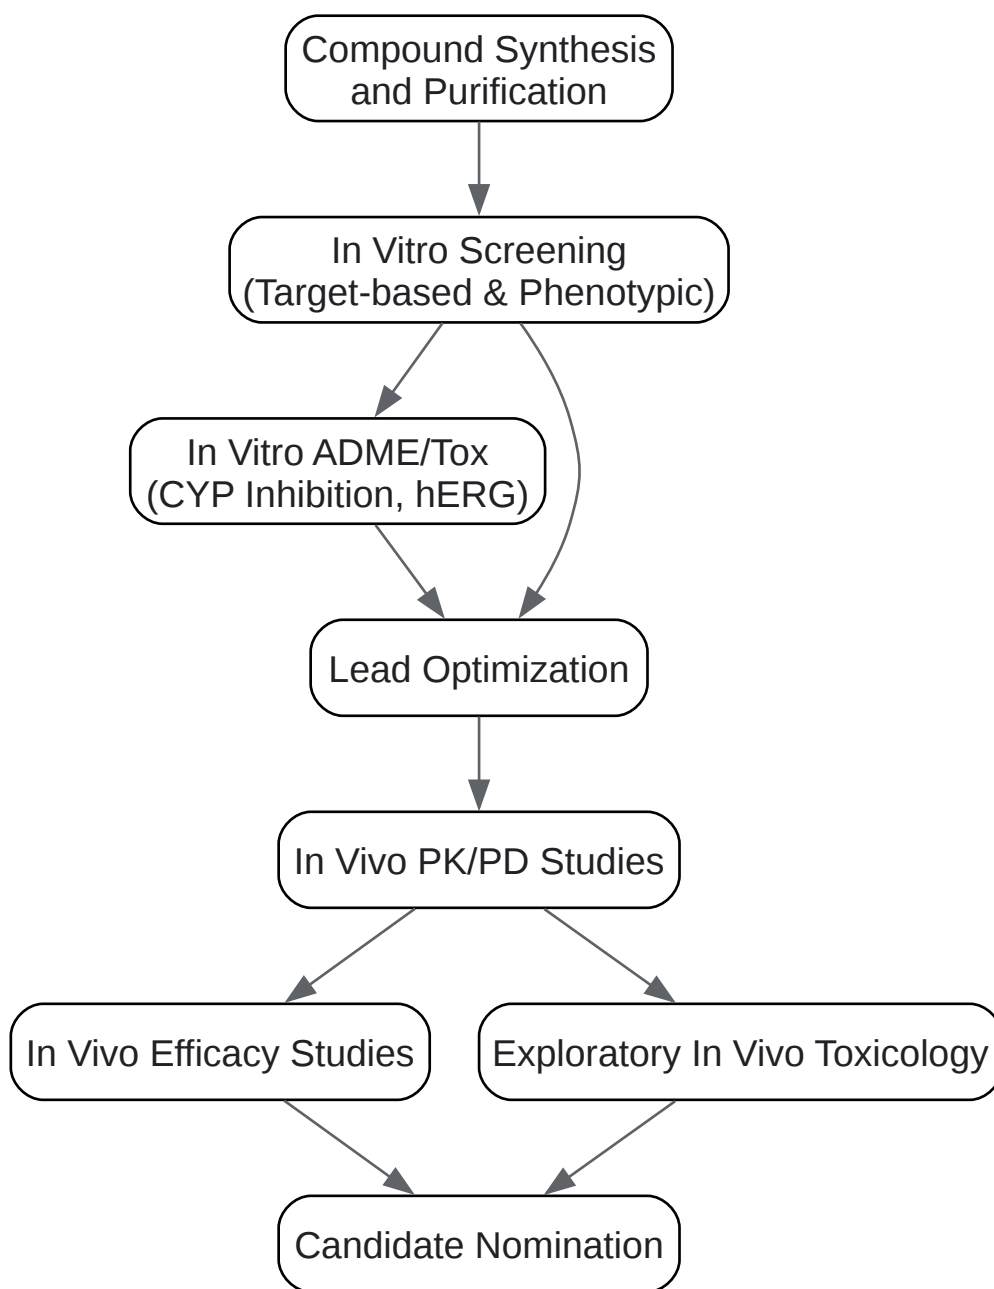 Compound Synthesis
and Purification
In Vitro Screening
(Target-based & Phenotypic)
In Vitro ADME/Tox
(CYP Inhibition, hERG)
Lead Optimization
In Vivo PK/PD Studies
In Vivo Efficacy Studies
Exploratory In Vivo Toxicology
Candidate Nomination